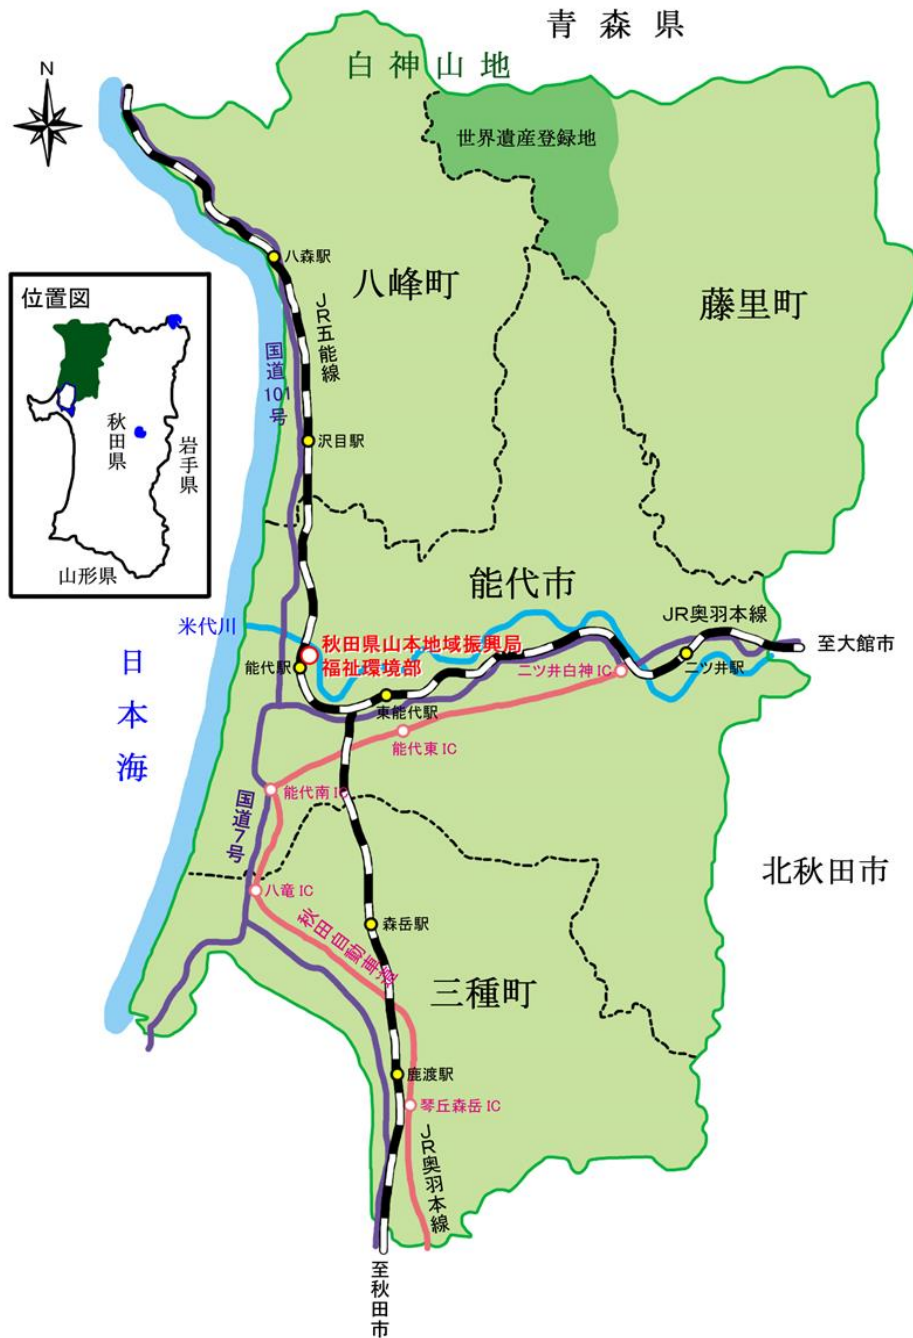 青森県
白神山地
N
世界遺産登録地
八森駅
八峰町
藤里町
位置図
秋田県
岩手県
山形県
JR五能線
国道101号
沢目駅
能代市
JR奥羽本線
米代川
秋田県山本地域振興局
福祉環境部
至大館市
能代駅
二ツ井白神IC
二ツ井駅
日本海
東能代駅
能代東IC
能代南IC
国道7号
北秋田市
八竜IC
森岳駅
秋田自動車道
三種町
鹿渡駅
琴丘森岳IC
JR奥羽本線
至秋田市